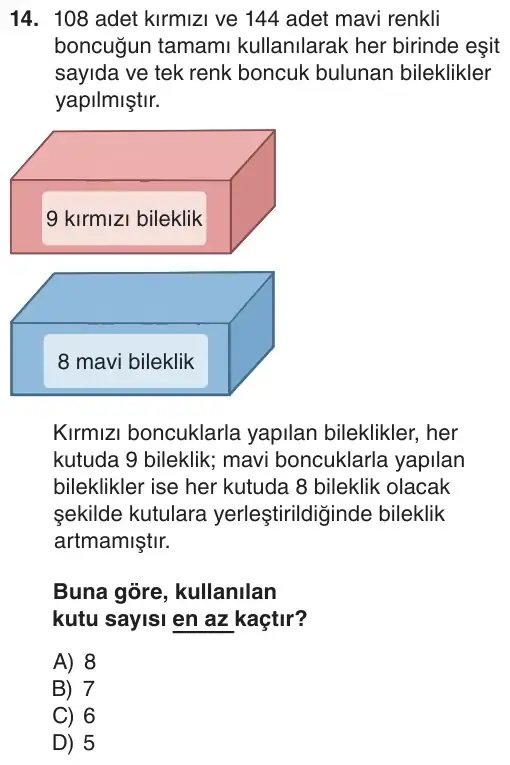 14. 108 adet kırmızı ve 144 adet mavi renkli
boncuğun tamamı kullanılarak her birinde eşit
sayıda ve tek renk boncuk bulunan bileklikler
yapılmıştır.
9 kırmızı bileklik
8 mavi bileklik
Kırmızı boncuklarla yapılan bileklikler, her
kutuda 9 bileklik; mavi boncuklarla yapılan
bileklikler ise her kutuda 8 bileklik olacak
şekilde kutulara yerleştirildiğinde bileklik
artmamıştır.
Buna göre, kullanılan
kutu sayısı en az kaçtır?
A) 8
B) 7
C) 6
D) 5